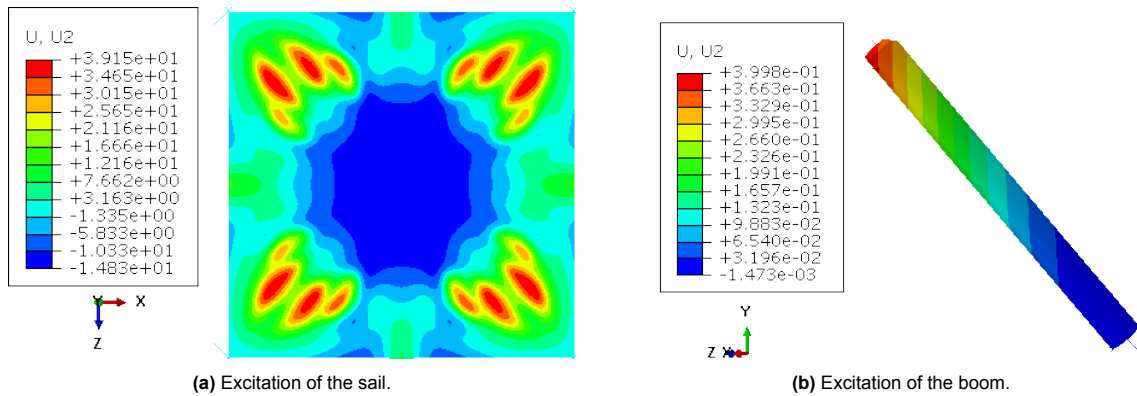 U, U2
+3.915e+01
+3.465e+01
+3.015e+01
+2.565e+01
+2.116e+01
+1.666e+01
+1.216e+01
+7.662e+00
+3.163e+00
-1.335e+00
-5.833e+00
-1.033e+01
-1.483e+01
Y X
Z
(a) Excitation of the sail.
U, U2
+3.998e-01
+3.663e-01
+3.329e-01
+2.995e-01
+2.660e-01
+2.326e-01
+1.991e-01
+1.657e-01
+1.323e-01
+9.883e-02
+6.540e-02
+3.196e-02
-1.473e-03
Y
Z X
(b) Excitation of the boom.